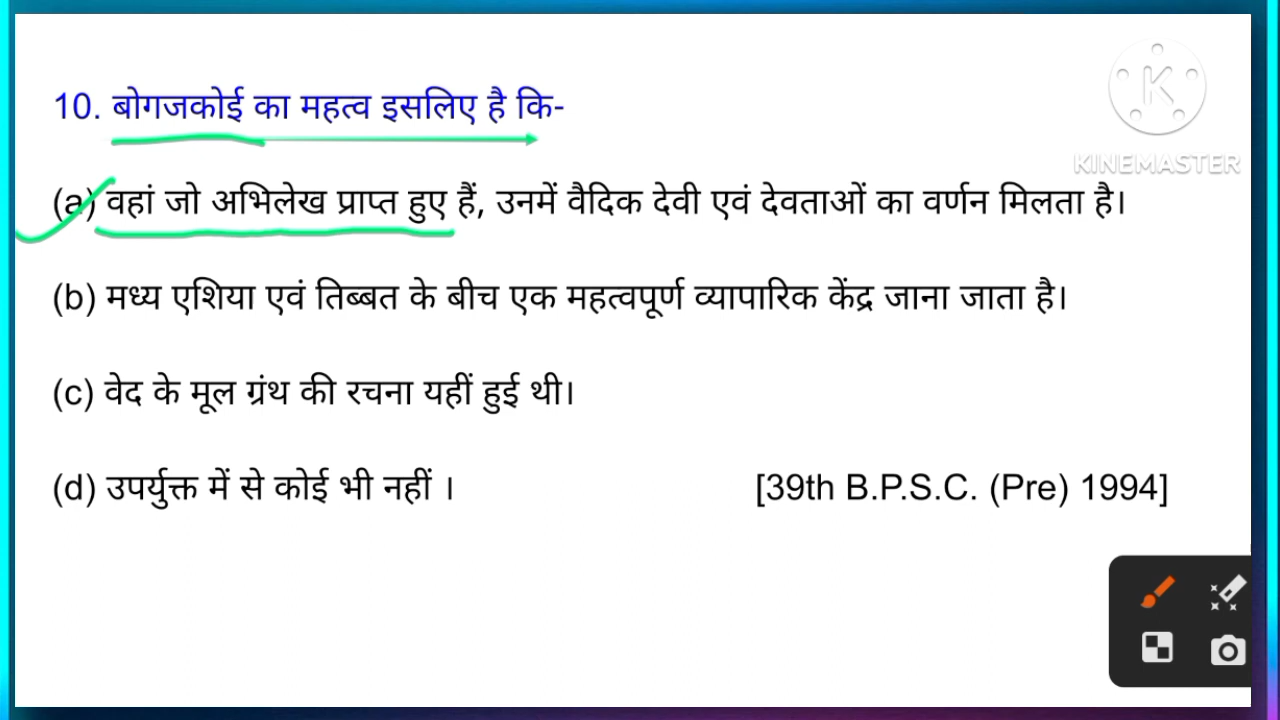 10. बोगजकोई का महत्व इसलिए है कि-
K
KINEMASTER
(a) वहां जो अभिलेख प्राप्त हुए हैं, उनमें वैदिक देवी एवं देवताओं का वर्णन मिलता है।
(b) मध्य एशिया एवं तिब्बत के बीच एक महत्वपूर्ण व्यापारिक केंद्र जाना जाता है।
(c) वेद के मूल ग्रंथ की रचना यहीं हुई थी।
(d) उपर्युक्त में से कोई भी नहीं । [39th B.P.S.C. (Pre) 1994]